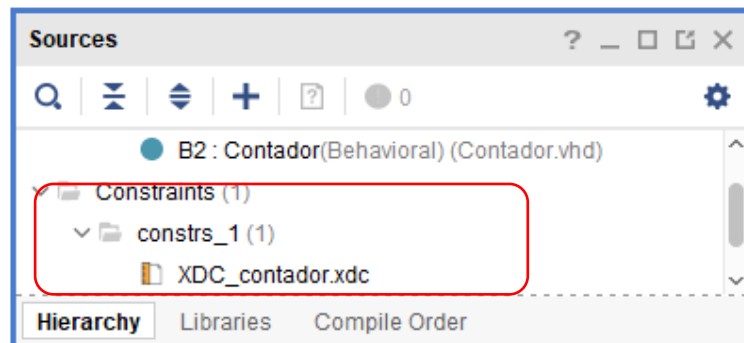 Sources
0
B2 : Contador(Behavioral) (Contador.vhd)
Constraints (1)
constrs_1 (1)
XDC_contador.xdc
Hierarchy Libraries Compile Order